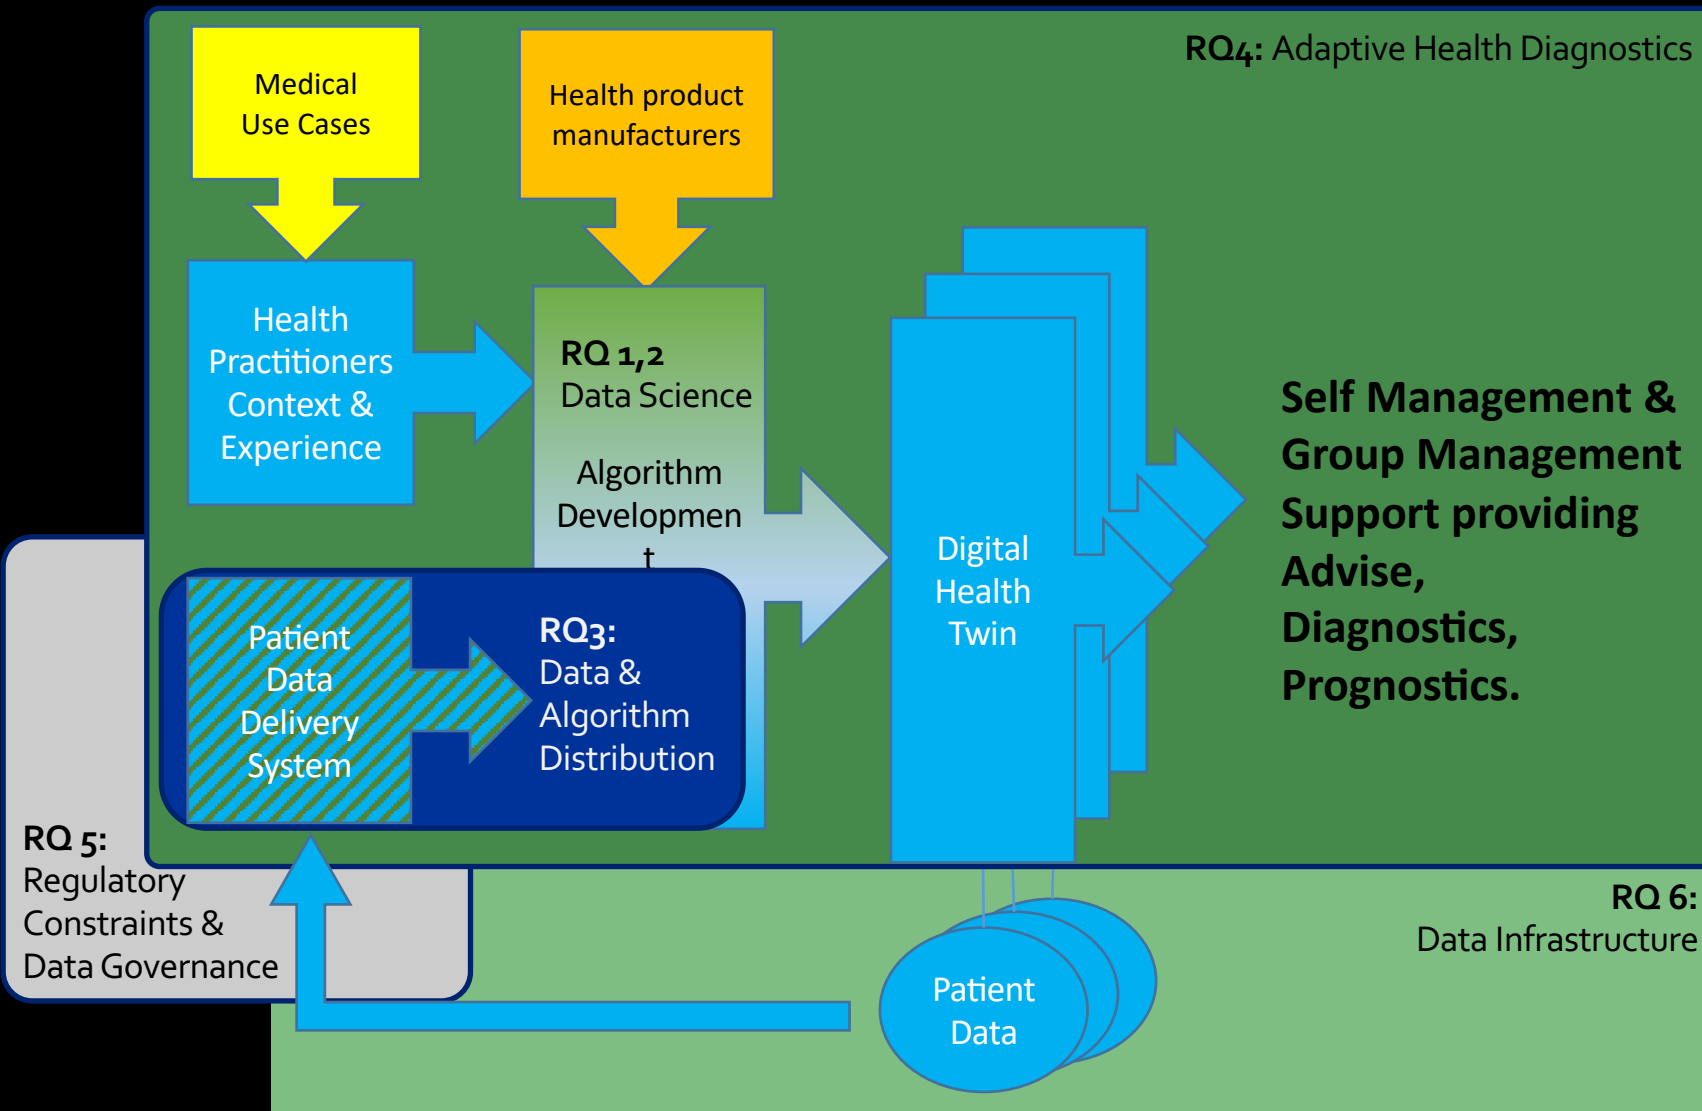 RQ4: Adaptive Health Diagnostics
Medical
Use Cases
Health product
manufacturers
Health
Practitioners
Context &
Experience
RQ 1,2
Data Science
Algorithm
Developmen
t
Patient
Data
Delivery
System
RQ3:
Data &
Algorithm
Distribution
Digital
Health
Twin
Self Management &
Group Management
Support providing
Advise,
Diagnostics,
Prognostics.
RQ 5:
Regulatory
Constraints &
Data Governance
Patient
Data
RQ 6:
Data Infrastructure